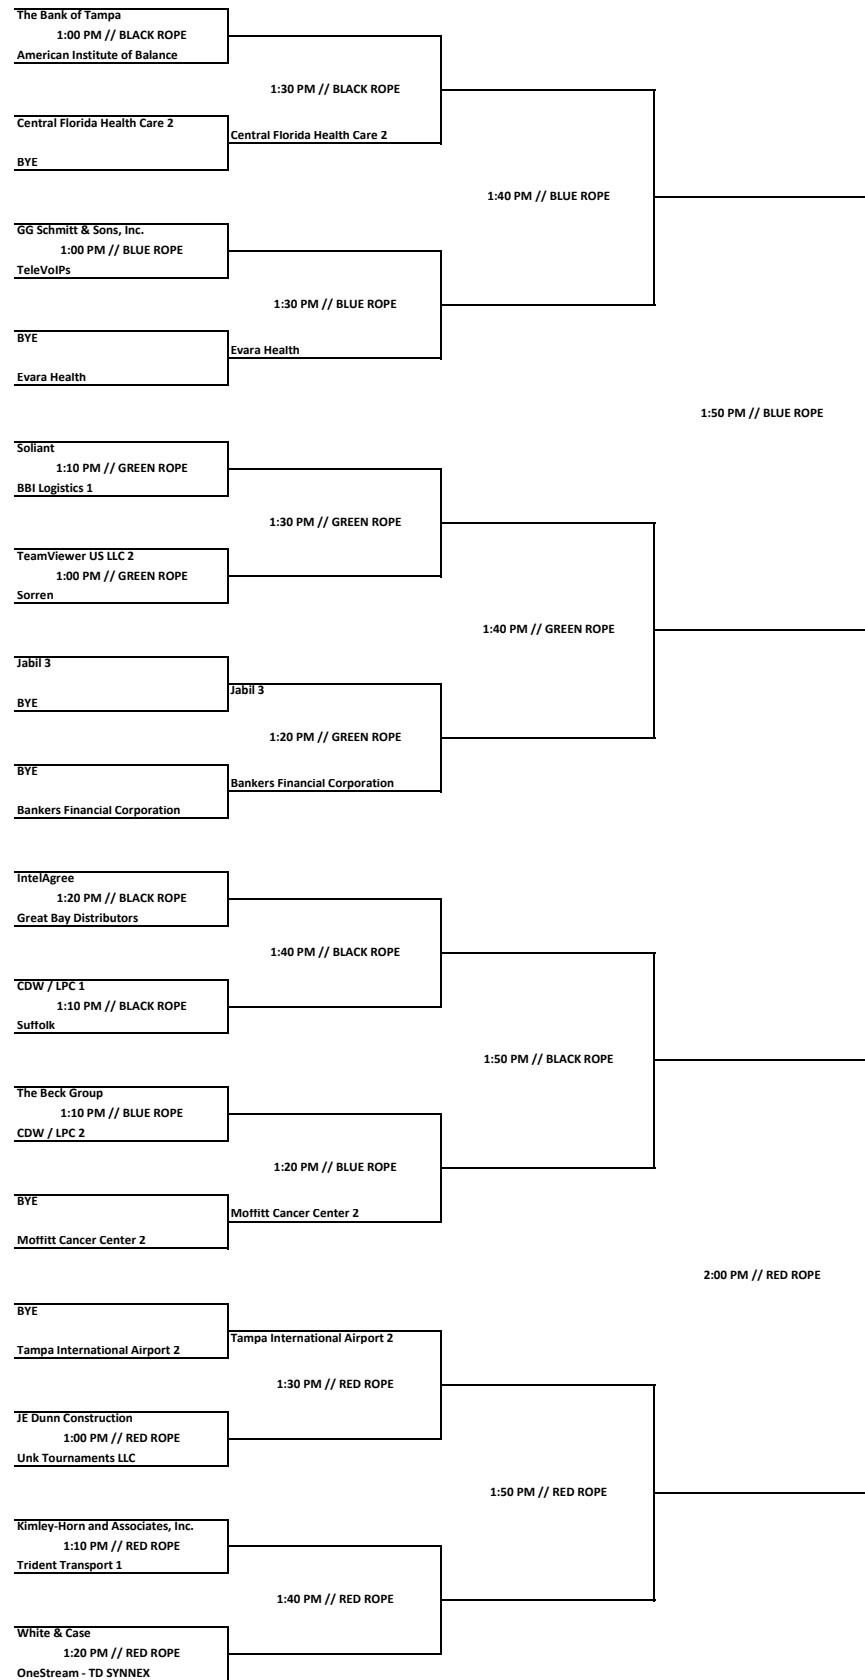 The Bank of Tampa
1:00 PM // BLACK ROPE
American Institute of Balance
1:30 PM // BLACK ROPE
Central Florida Health Care 2
Central Florida Health Care 2
BYE
1:40 PM // BLUE ROPE
GG Schmitt & Sons, Inc.
1:00 PM // BLUE ROPE
TeleVoIPs
1:30 PM // BLUE ROPE
BYE
Evara Health
Evara Health
1:50 PM // BLUE ROPE
Soliant
1:10 PM // GREEN ROPE
BBI Logistics 1
1:30 PM // GREEN ROPE
TeamViewer US LLC 2
1:00 PM // GREEN ROPE
Sorren
1:40 PM // GREEN ROPE
Jabil 3
Jabil 3
BYE
1:20 PM // GREEN ROPE
BYE
Bankers Financial Corporation
Bankers Financial Corporation
IntelAgree
1:20 PM // BLACK ROPE
Great Bay Distributors
1:40 PM // BLACK ROPE
CDW / LPC 1
1:10 PM // BLACK ROPE
Suffolk
1:50 PM // BLACK ROPE
The Beck Group
1:10 PM // BLUE ROPE
CDW / LPC 2
1:20 PM // BLUE ROPE
BYE
Moffitt Cancer Center 2
Moffitt Cancer Center 2
2:00 PM // RED ROPE
BYE
Tampa International Airport 2
Tampa International Airport 2
1:30 PM // RED ROPE
JE Dunn Construction
1:00 PM // RED ROPE
Unk Tournaments LLC
1:50 PM // RED ROPE
Kimley-Horn and Associates, Inc.
1:10 PM // RED ROPE
Trident Transport 1
1:40 PM // RED ROPE
White & Case
1:20 PM // RED ROPE
OneStream - TD SYNNEX